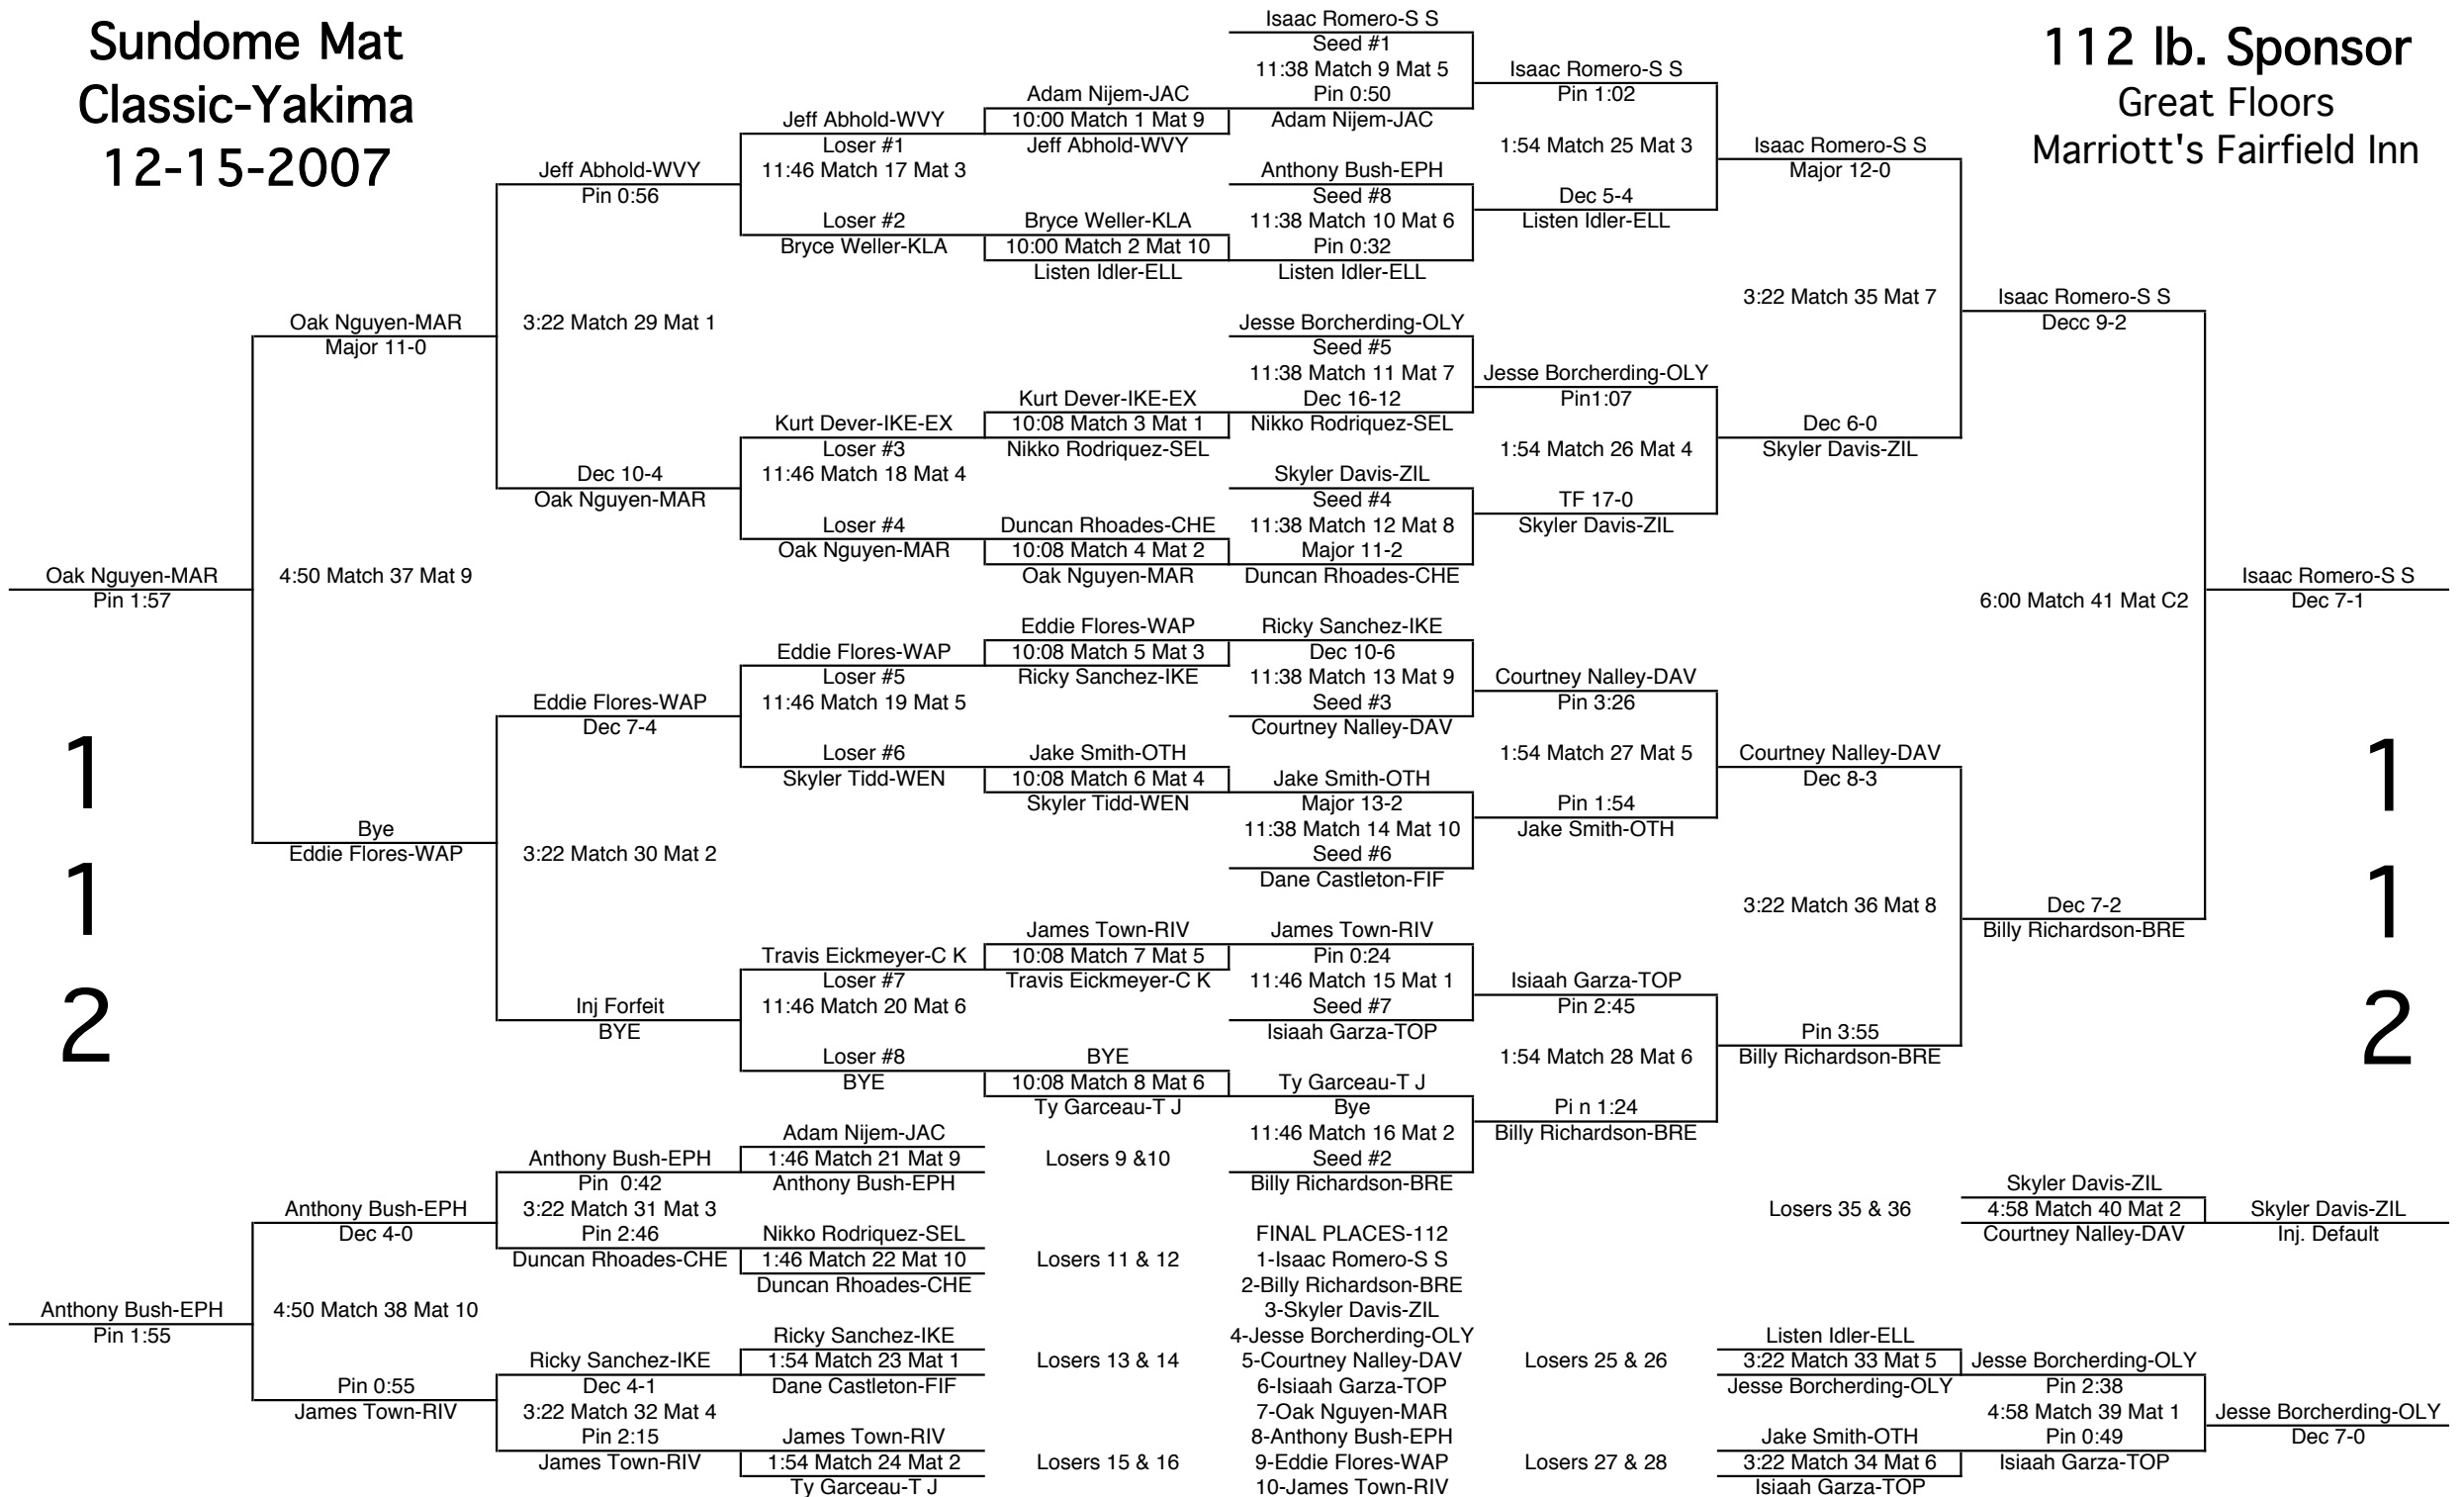 Sundome Mat
Classic-Yakima
12-15-2007
112 lb. Sponsor
Great Floors
Marriott's Fairfield Inn
Oak Nguyen-MAR
Pin 1:57
1
1
2
Anthony Bush-EPH
Pin 1:55
Oak Nguyen-MAR
Major 11-0
4:50 Match 37 Mat 9
Bye
Eddie Flores-WAP
Anthony Bush-EPH
Dec 4-0
4:50 Match 38 Mat 10
Pin 0:55
James Town-RIV
Jeff Abhold-WVY
Pin 0:56
3:22 Match 29 Mat 1
Dec 10-4
Oak Nguyen-MAR
Eddie Flores-WAP
Dec 7-4
3:22 Match 30 Mat 2
Inj Forfeit
BYE
Anthony Bush-EPH
Pin 0:42
3:22 Match 31 Mat 3
Pin 2:46
Duncan Rhoades-CHE
Ricky Sanchez-IKE
Dec 4-1
3:22 Match 32 Mat 4
Pin 2:15
James Town-RIV
Jeff Abhold-WVY
Loser #1
11:46 Match 17 Mat 3
Loser #2
Bryce Weller-KLA
Kurt Dever-IKE-EX
Loser #3
11:46 Match 18 Mat 4
Loser #4
Oak Nguyen-MAR
Eddie Flores-WAP
Loser #5
11:46 Match 19 Mat 5
Loser #6
Skyler Tidd-WEN
Travis Eickmeyer-C K
Loser #7
11:46 Match 20 Mat 6
Loser #8
BYE
Adam Nijem-JAC
1:46 Match 21 Mat 9
Anthony Bush-EPH
Nikko Rodriquez-SEL
1:46 Match 22 Mat 10
Duncan Rhoades-CHE
Ricky Sanchez-IKE
1:54 Match 23 Mat 1
Dane Castleton-FIF
James Town-RIV
1:54 Match 24 Mat 2
Ty Garceau-T J
Adam Nijem-JAC
10:00 Match 1 Mat 9
Jeff Abhold-WVY
Bryce Weller-KLA
10:00 Match 2 Mat 10
Listen Idler-ELL
Kurt Dever-IKE-EX
10:08 Match 3 Mat 1
Nikko Rodriquez-SEL
Duncan Rhoades-CHE
10:08 Match 4 Mat 2
Oak Nguyen-MAR
Eddie Flores-WAP
10:08 Match 5 Mat 3
Ricky Sanchez-IKE
Jake Smith-OTH
10:08 Match 6 Mat 4
Skyler Tidd-WEN
James Town-RIV
10:08 Match 7 Mat 5
Travis Eickmeyer-C K
BYE
10:08 Match 8 Mat 6
Ty Garceau-T J
Losers 9 &10
Losers 11 & 12
Losers 13 & 14
Losers 15 & 16
Isaac Romero-S S
Seed #1
11:38 Match 9 Mat 5
Pin 0:50
Adam Nijem-JAC
Anthony Bush-EPH
Seed #8
11:38 Match 10 Mat 6
Pin 0:32
Listen Idler-ELL
Jesse Borcherding-OLY
Seed #5
11:38 Match 11 Mat 7
Dec 16-12
Nikko Rodriquez-SEL
Skyler Davis-ZIL
Seed #4
11:38 Match 12 Mat 8
Major 11-2
Duncan Rhoades-CHE
Ricky Sanchez-IKE
Dec 10-6
11:38 Match 13 Mat 9
Seed #3
Courtney Nalley-DAV
Jake Smith-OTH
Major 13-2
11:38 Match 14 Mat 10
Seed #6
Dane Castleton-FIF
James Town-RIV
Pin 0:24
11:46 Match 15 Mat 1
Seed #7
Isiaah Garza-TOP
Ty Garceau-T J
Bye
11:46 Match 16 Mat 2
Seed #2
Billy Richardson-BRE
FINAL PLACES-112
1-Isaac Romero-S S
2-Billy Richardson-BRE
3-Skyler Davis-ZIL
4-Jesse Borcherding-OLY
5-Courtney Nalley-DAV
6-Isiaah Garza-TOP
7-Oak Nguyen-MAR
8-Anthony Bush-EPH
9-Eddie Flores-WAP
10-James Town-RIV
Isaac Romero-S S
Pin 1:02
1:54 Match 25 Mat 3
Dec 5-4
Listen Idler-ELL
Jesse Borcherding-OLY
Pin1:07
1:54 Match 26 Mat 4
TF 17-0
Skyler Davis-ZIL
Courtney Nalley-DAV
Pin 3:26
1:54 Match 27 Mat 5
Pin 1:54
Jake Smith-OTH
Isiaah Garza-TOP
Pin 2:45
1:54 Match 28 Mat 6
Pi n 1:24
Billy Richardson-BRE
Losers 25 & 26
Losers 27 & 28
Isaac Romero-S S
Major 12-0
3:22 Match 35 Mat 7
Dec 6-0
Skyler Davis-ZIL
Courtney Nalley-DAV
Dec 8-3
3:22 Match 36 Mat 8
Pin 3:55
Billy Richardson-BRE
Losers 35 & 36
Listen Idler-ELL
3:22 Match 33 Mat 5
Jesse Borcherding-OLY
Jake Smith-OTH
3:22 Match 34 Mat 6
Isiaah Garza-TOP
Isaac Romero-S S
Decc 9-2
6:00 Match 41 Mat C2
Dec 7-2
Billy Richardson-BRE
Skyler Davis-ZIL
4:58 Match 40 Mat 2
Courtney Nalley-DAV
Jesse Borcherding-OLY
Pin 2:38
4:58 Match 39 Mat 1
Pin 0:49
Isiaah Garza-TOP
Isaac Romero-S S
Dec 7-1
1
1
2
Skyler Davis-ZIL
Inj. Default
Jesse Borcherding-OLY
Dec 7-0